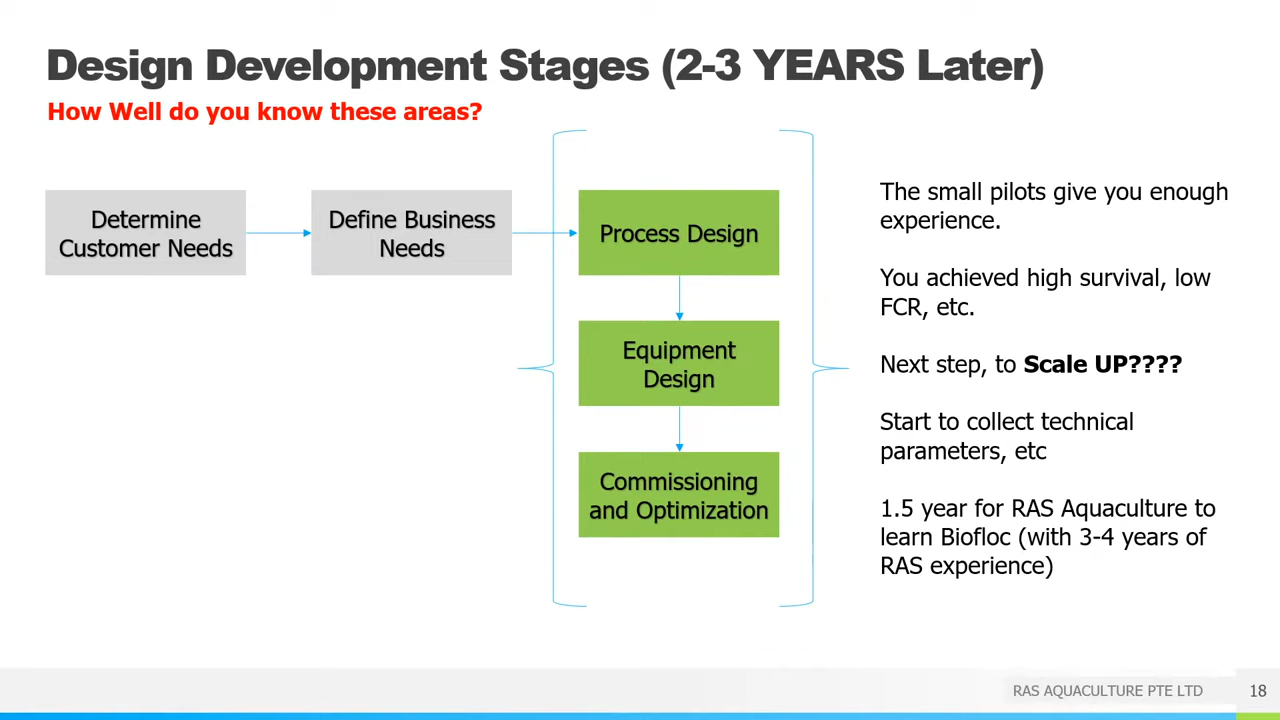 Design Development Stages (2-3 YEARS Later)
How Well do you know these areas?
Determine
Customer Needs
Define Business
Needs
Process Design
Equipment
Design
Commissioning
and Optimization
The small pilots give you enough
experience.
You achieved high survival, low
FCR, etc.
Next step, to Scale UP????
Start to collect technical
parameters, etc
1.5 year for RAS Aquaculture to
learn Biofloc (with 3-4 years of
RAS experience)
RAS AQUACULTURE PTE LTD
18